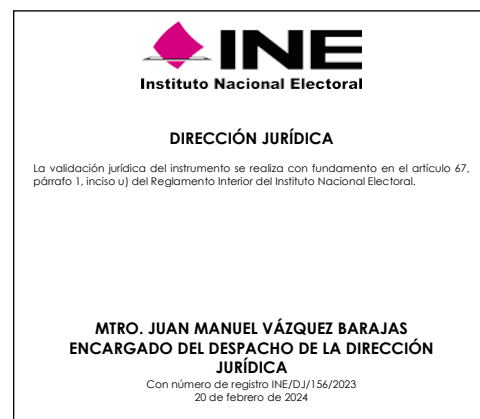 INE
Instituto Nacional Electoral
DIRECCIÓN JURÍDICA
La validación jurídica del instrumento se realiza con fundamento en el artículo 67,
párrafo 1, inciso u) del Reglamento Interior del Instituto Nacional Electoral.
MTRO. JUAN MANUEL VÁZQUEZ BARAJAS
ENCARGADO DEL DESPACHO DE LA DIRECCIÓN
JURÍDICA
Con número de registro INE/DJ/156/2023
20 de febrero de 2024